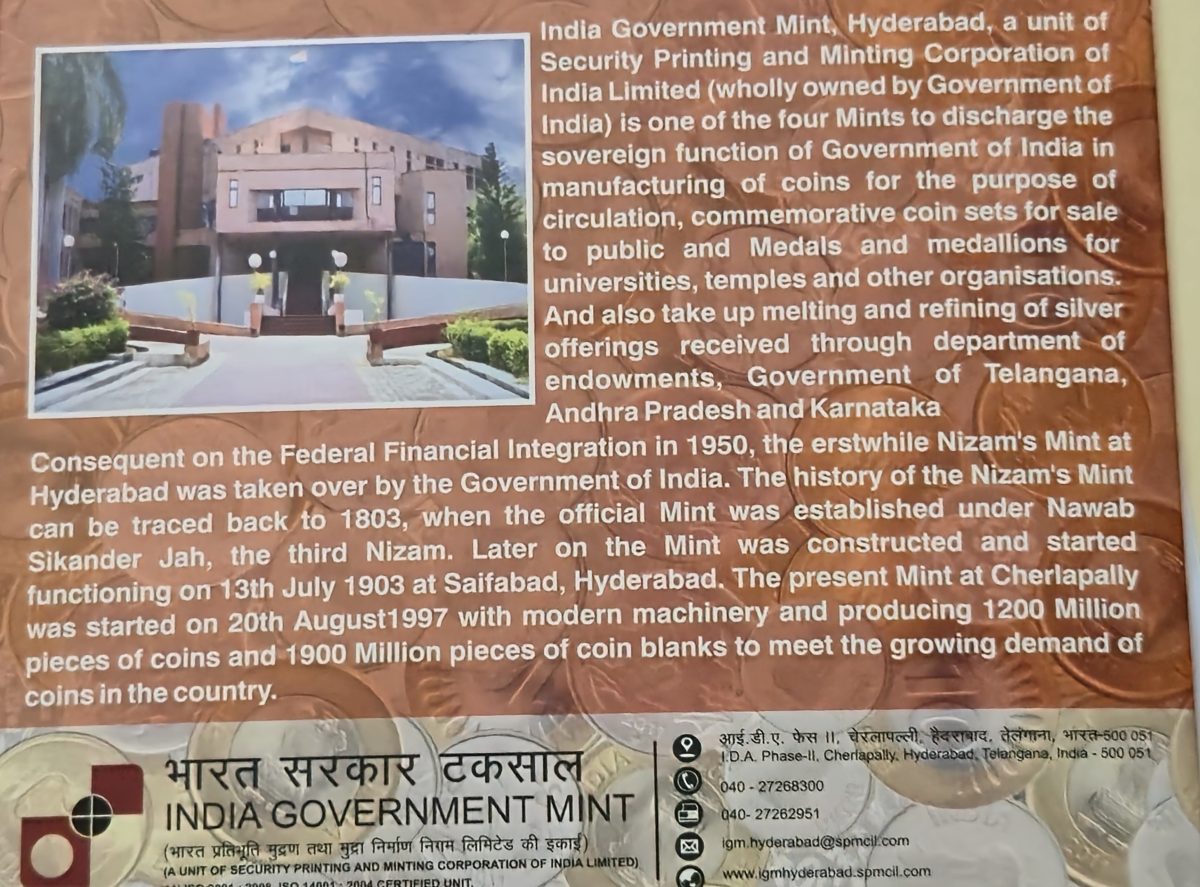 India Government Mint, Hyderabad, a unit of
Security Printing and Minting Corporation of
India Limited (wholly owned by Government of
India) is one of the four Mints to discharge the
sovereign function of Government of India in
manufacturing of coins for the purpose of
circulation, commemorative coin sets for sale
to public and Medals and medallions for
universities, temples and other organisations.
And also take up melting and refining of silver
offerings received through department of
endowments, Government of Telangana,
Andhra Pradesh and Karnataka
Consequent on the Federal Financial Integration in 1950, the erstwhile Nizam's Mint at
Hyderabad was taken over by the Government of India. The history of the Nizam's Mint
can be traced back to 1803, when the official Mint was established under Nawab
Sikander Jah, the third Nizam. Later on the Mint was constructed and started
functioning on 13th July 1903 at Saifabad, Hyderabad. The present Mint at Cherlapally
was started on 20th August1997 with modern machinery and producing 1200 Million
pieces of coins and 1900 Million pieces of coin blanks to meet the growing demand of
coins in the country.
भारत सरकार टकसाल
INDIA GOVERNMENT MINT
(भारत प्रतिभूति मुद्रण तथा मुद्रा निर्माण निगम लिमिटेड की इकाई)
(A UNIT OF SECURITY PRINTING AND MINTING CORPORATION OF INDIA LIMITED)
9001 : 2008, ISO 14001 : 2004 CERTIFIED UNIT.
आई.डी.ए. फेस II, चेरलापल्ली, हैदराबाद. तेलंगाना, भारत-500 051
I.D.A. Phase-II, Cherlapally, Hyderabad, Telangana, India - 500 051
040 - 27268300
040- 27262951
igm.hyderabad@spmcil.com
www.igmhyderabad.spmcil.com